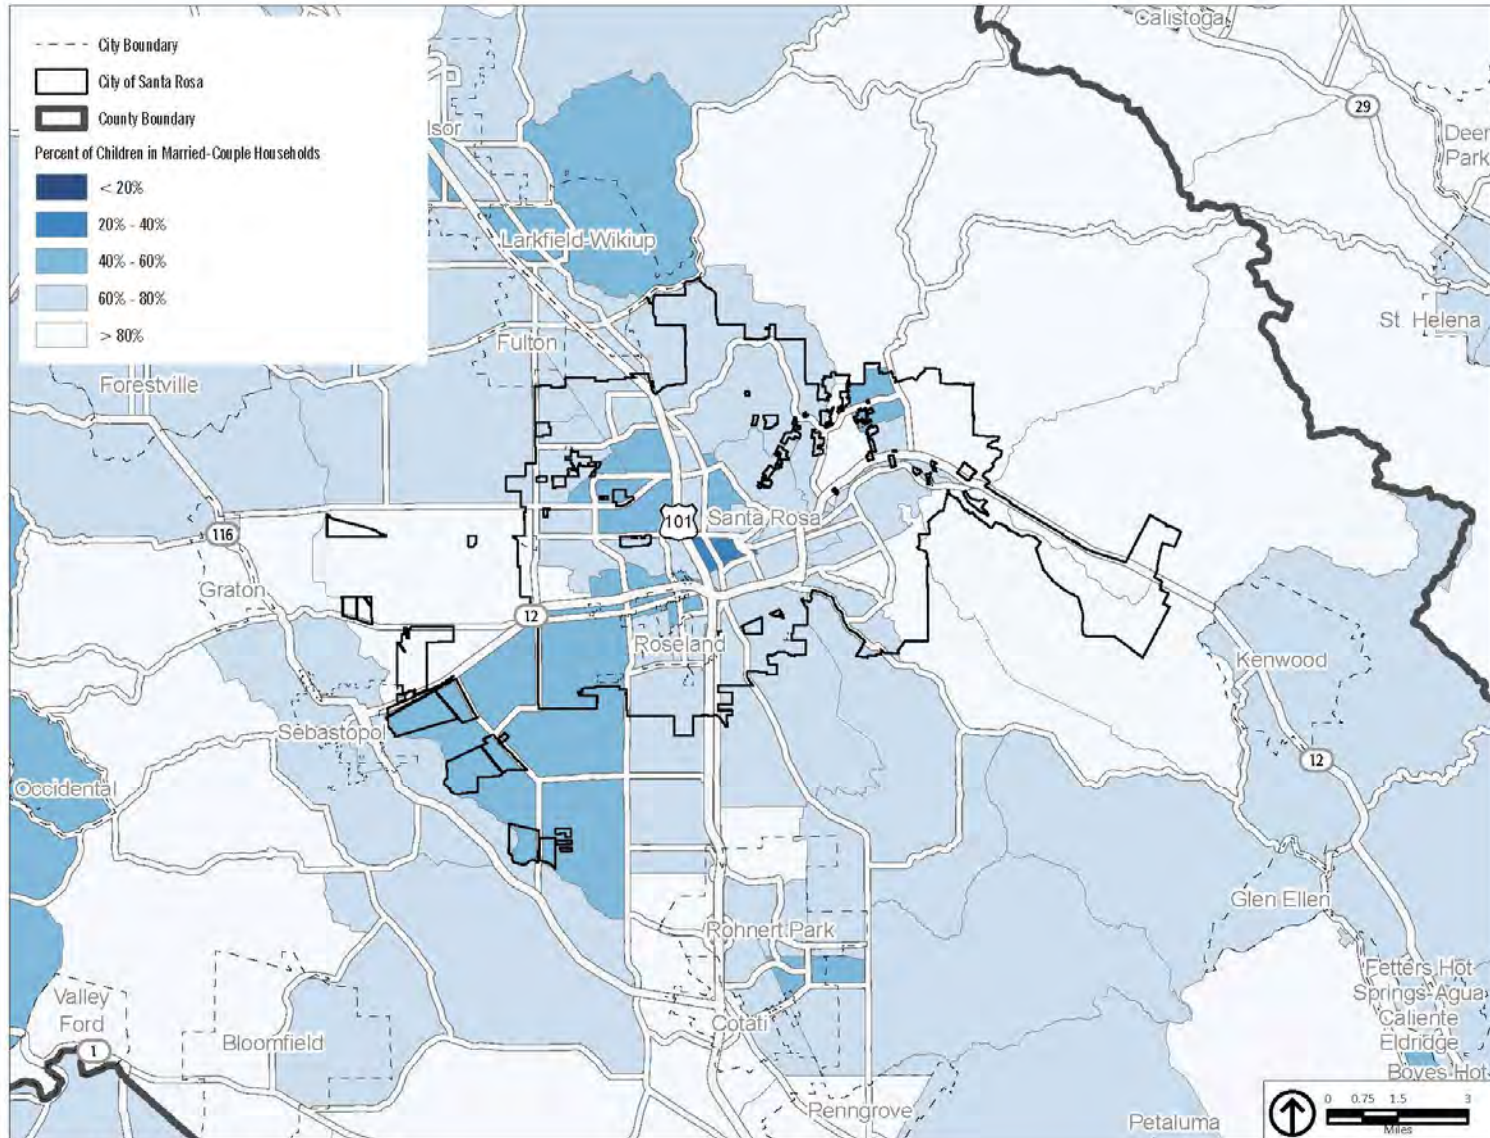 City Boundary
City of Santa Rosa
County Boundary
Percent of Children in Married-Couple Households
< 20%
20% - 40%
40% - 60%
60% - 80%
> 80%
Calistoga
29
Deer
Park
lsor
Larkfield-Wikiup
St Helena
Fulton
Forestville
101
Santa Rosa
116
Graton
12
Roseland
Kenwood
Sebastopol
12
Occidental
Glen Ellen
Rohnert Park
Fetters Hot
Springs-Agua
Caliente
Eldridge
Boyes Hot
Valley
Ford
1
Bloomfield
Cotati
Penngrove
Petaluma
0 0.75 1.5 3
Miles